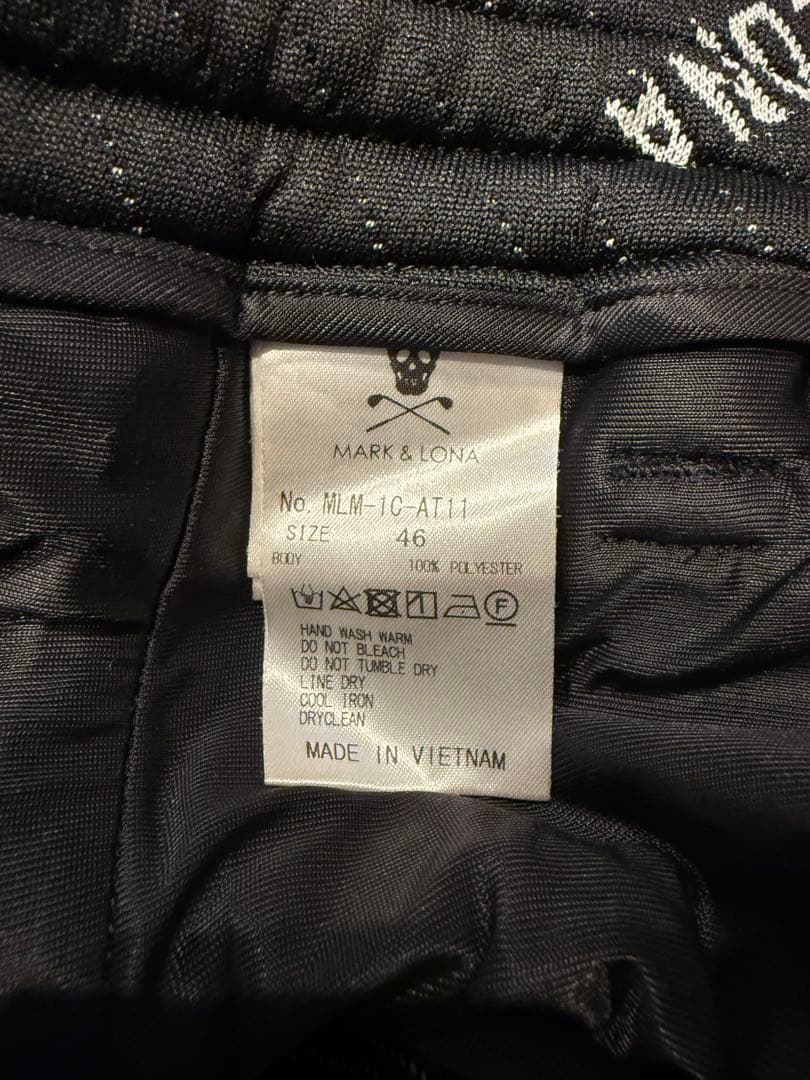 MARK & LONA
No. MLM-1C-AT11
SIZE 46
BODY 100% POLYESTER
F
HAND WASH WARM
DO NOT BLEACH
DO NOT TUMBLE DRY
LINE DRY
COOL IRON
DRYCLEAN
MADE IN VIETNAM